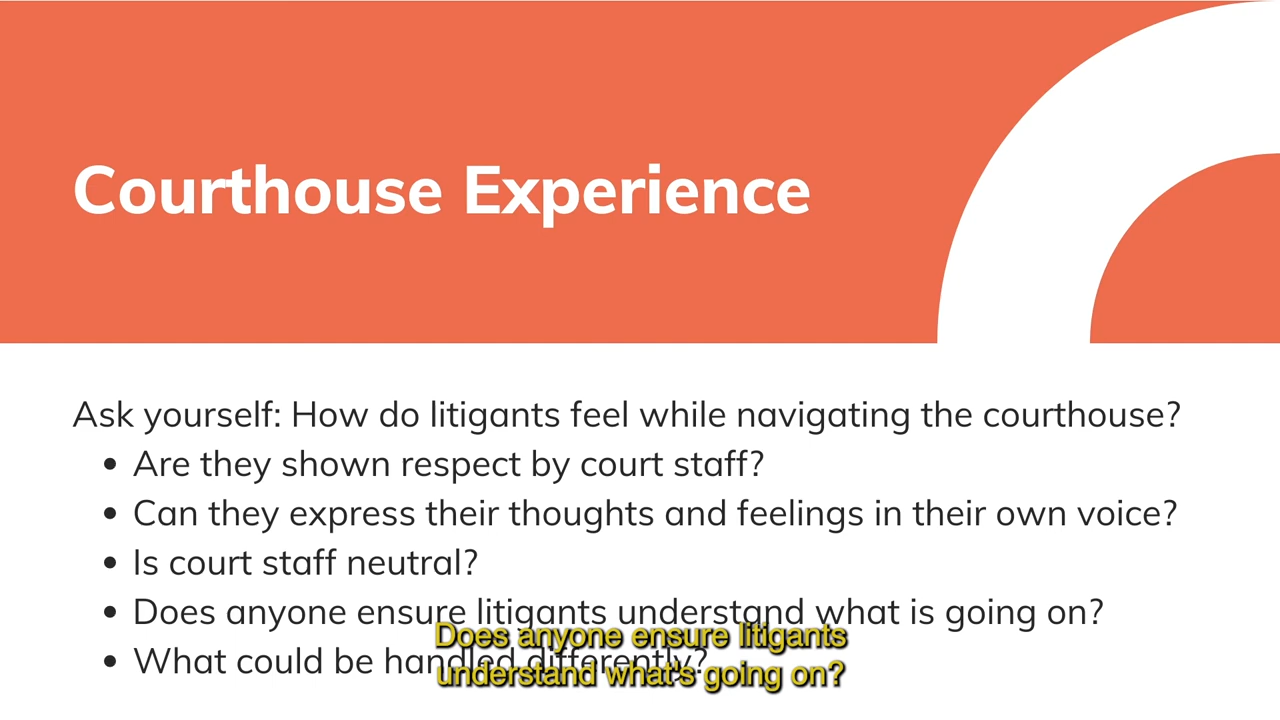 Courthouse Experience
Ask yourself: How do litigants feel while navigating the courthouse?
• Are they shown respect by court staff?
• Can they express their thoughts and feelings in their own voice?
• Is court staff neutral?
• Does anyone ensure litigants understand what is going on?
• What could be handled differently?
Does anyone ensure litigants
understand what's going on?